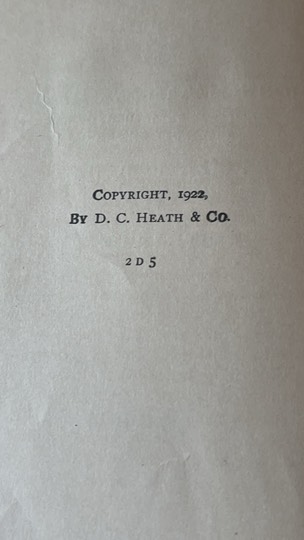 COPYRIGHT, 1922,
BY D. C. HEATH & CO.
2 D 5